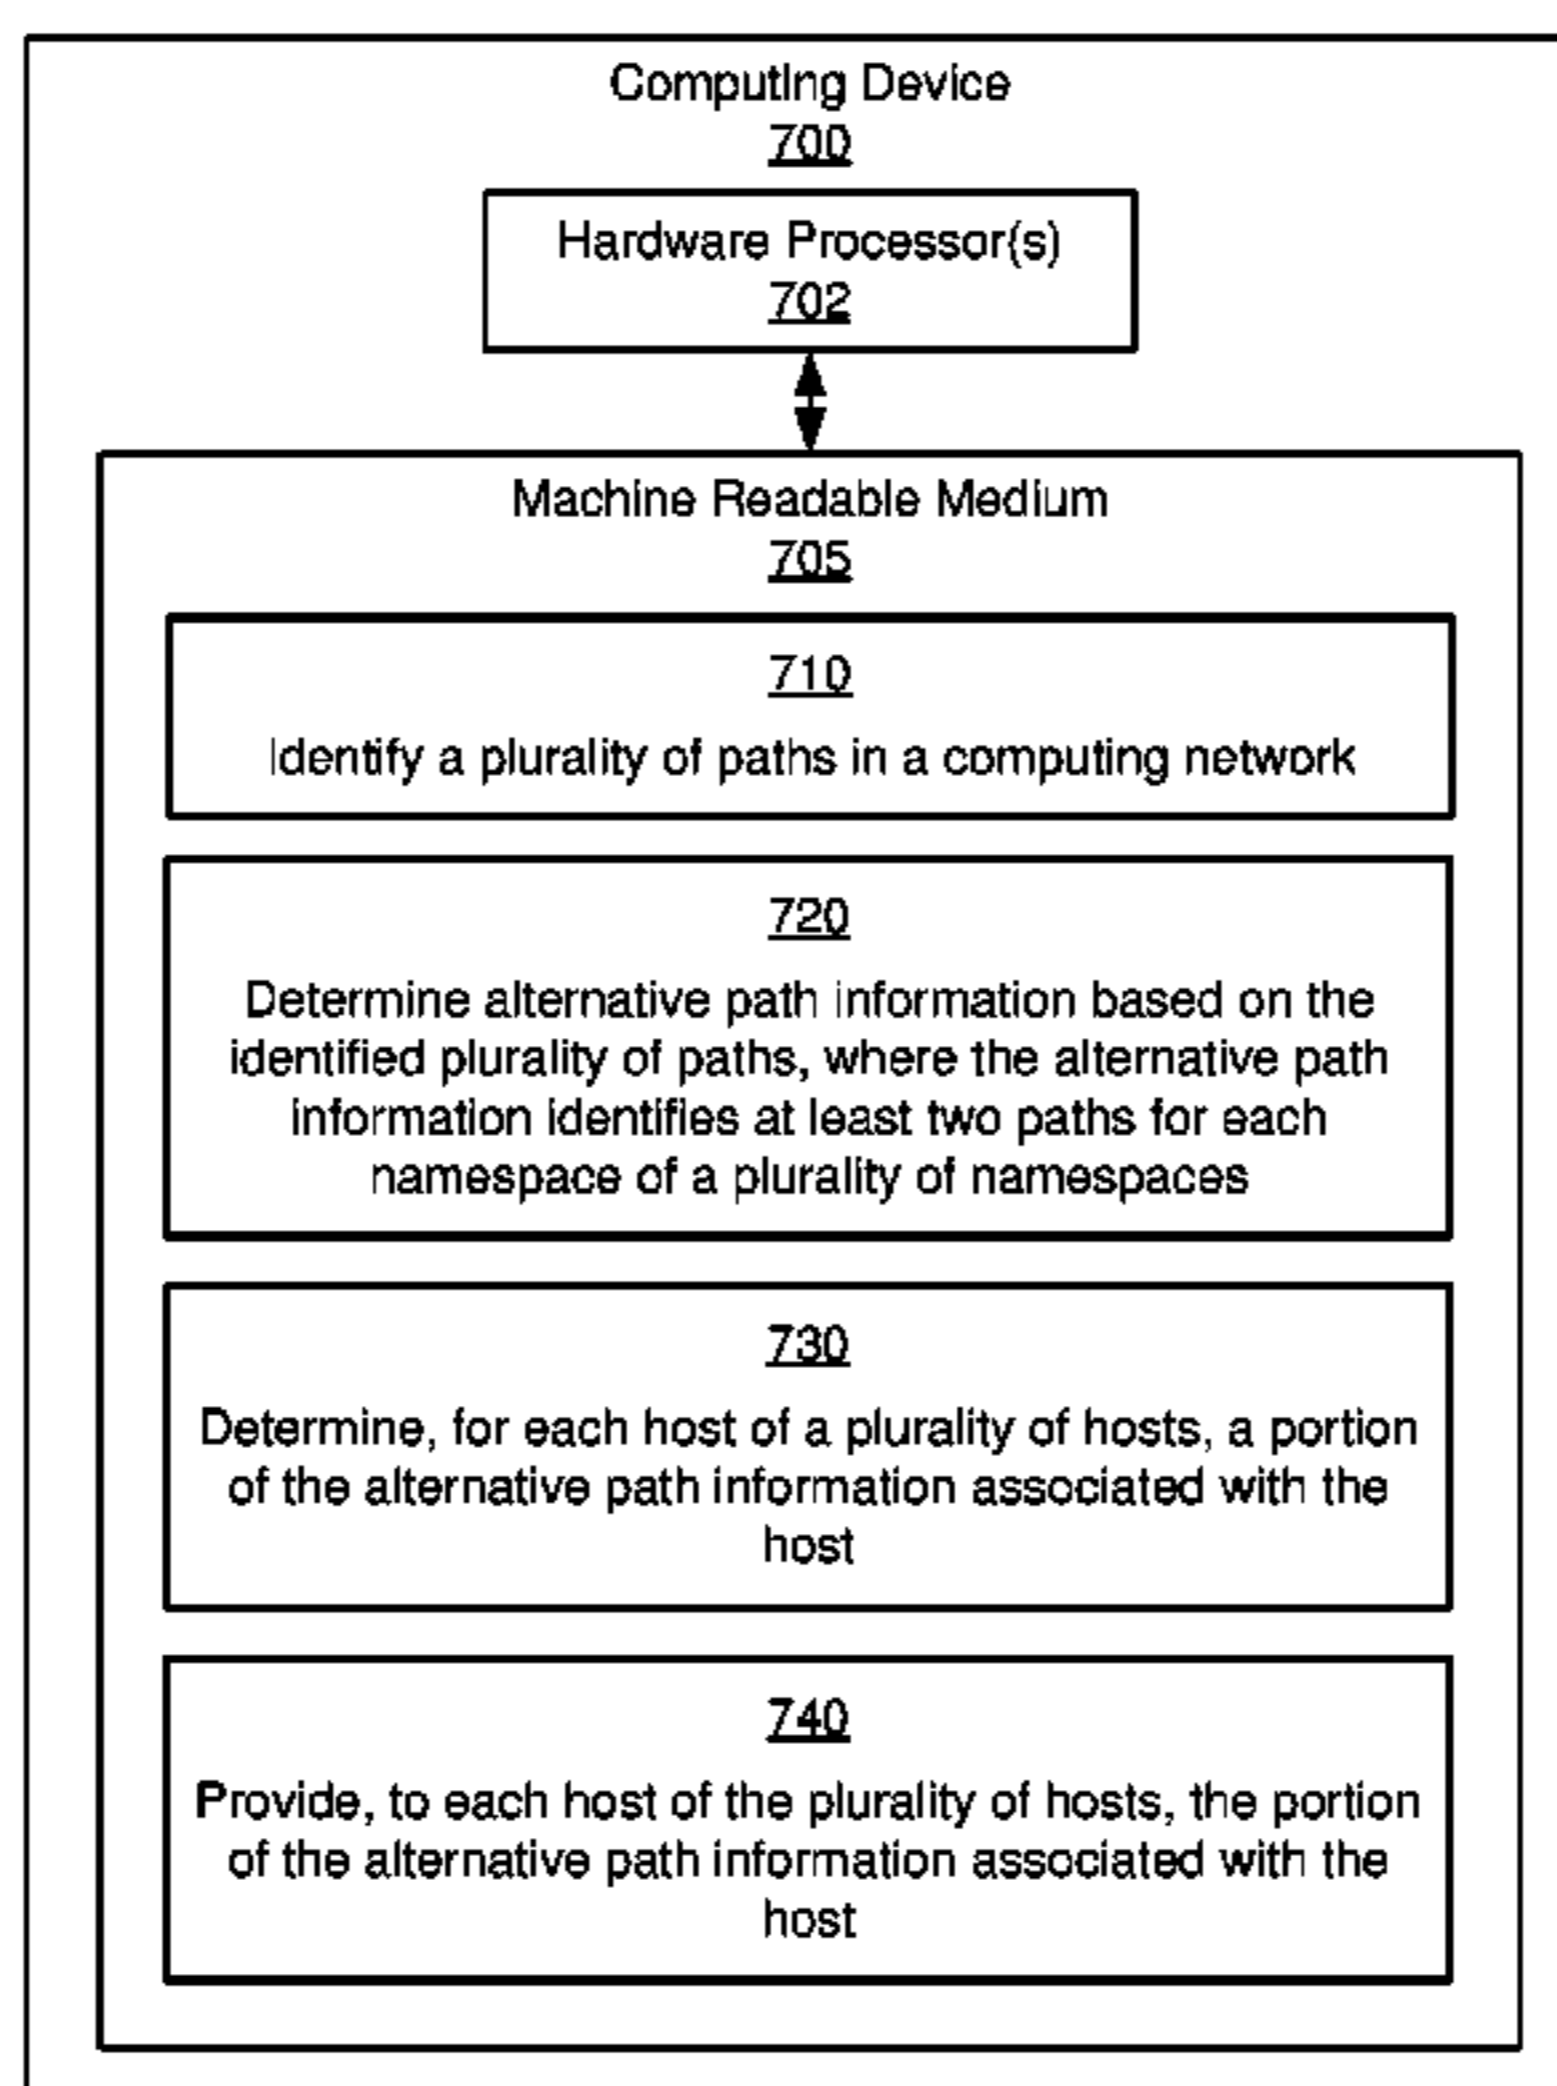 Computing Device
700
Hardware Processor(s)
702
Machine Readable Medium
705
710
Identify a plurality of paths in a computing network
720
Determine alternative path information based on the
identified plurality of paths, where the alternative path
information identifies at least two paths for each
namespace of a plurality of namespaces
730
Determine, for each host of a plurality of hosts, a portion
of the alternative path information associated with the
host
740
Provide, to each host of the plurality of hosts, the portion
of the alternative path information associated with the
host